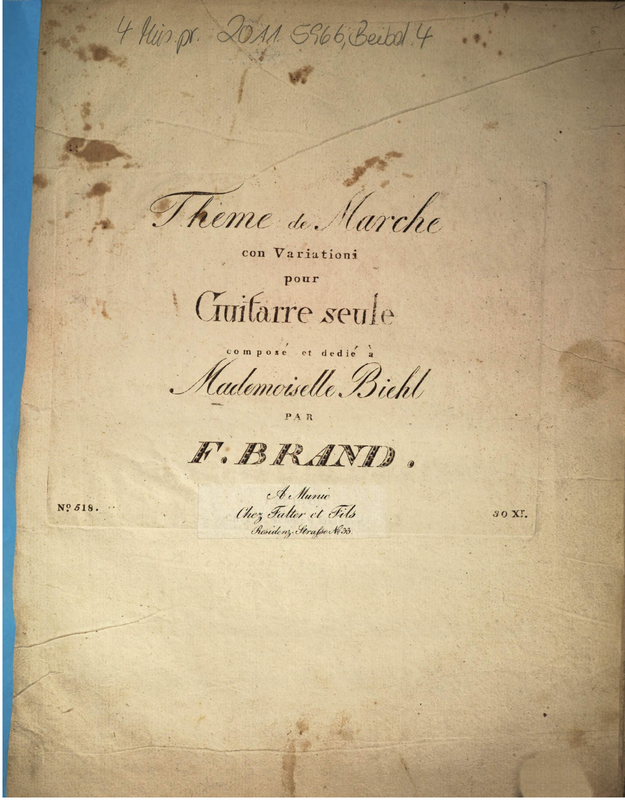 4 Mus.pr. 2011.5966, Beibd. 4
Thème de Marche
con Variationi
pour
Guitarre seule
composé et dedié à
Mademoiselle Biehl
PAR
F. BRAND.
A Munic
Chez Falter et Fils
Residenz Straſse No 33.
No 518.
30 Xr.